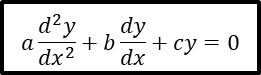 a d²y/dx² + b dy/dx + cy = 0